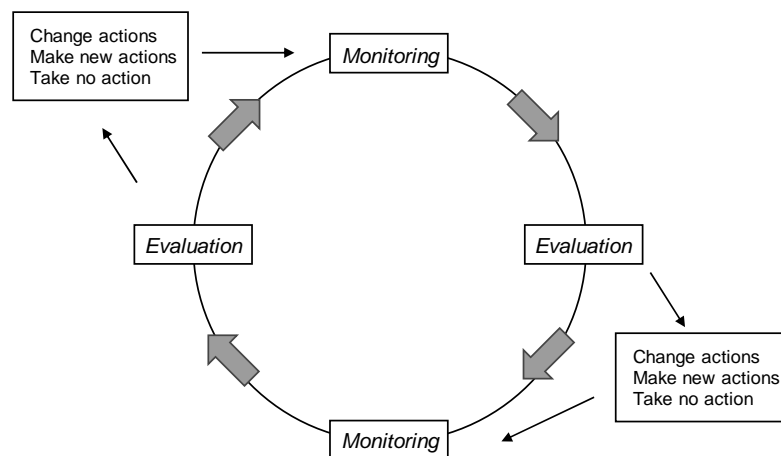 Change actions
Make new actions
Take no action
Monitoring
Evaluation
Evaluation
Change actions
Make new actions
Take no action
Monitoring